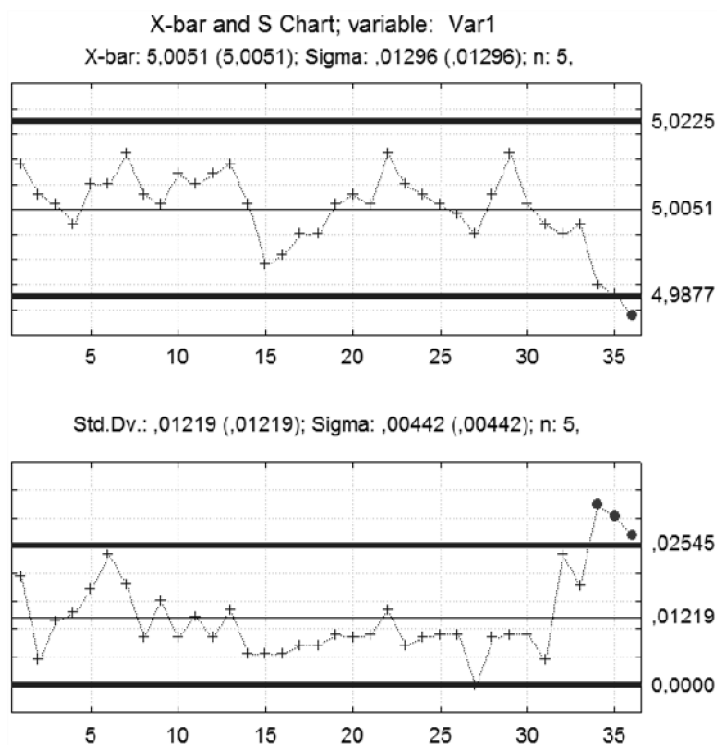 X-bar and S Chart; variable: Var1
X-bar: 5,0051 (5,0051); Sigma: ,01296 (,01296); n: 5,
5,0225
5,0051
4,9877
5 10 15 20 25 30 35
Std.Dv.: ,01219 (,01219); Sigma: ,00442 (,00442); n: 5,
,02545
,01219
0,0000
5 10 15 20 25 30 35